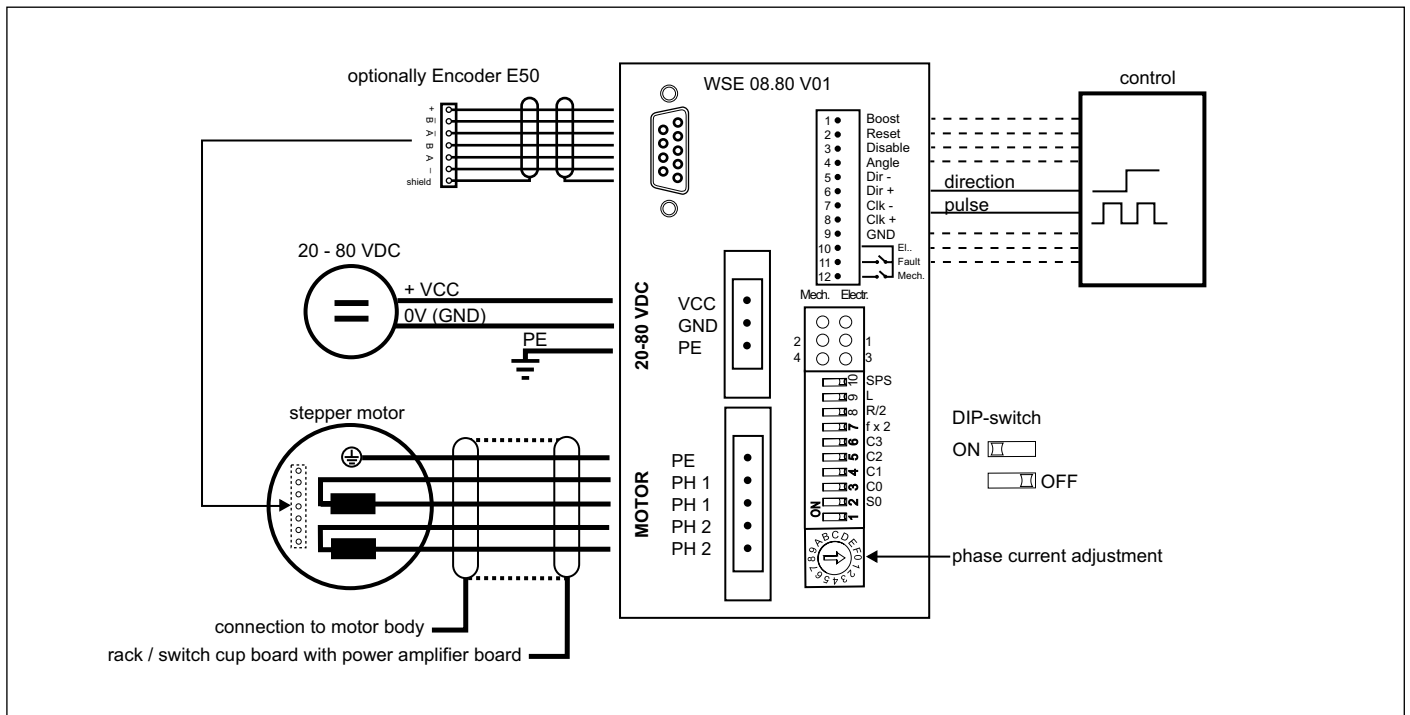 optionally Encoder E50
WSE 08.80 V01
control
+
B̅
A̅
B
A
–
shield
1 Boost
2 Reset
3 Disable
4 Angle
5 Dir -
6 Dir +
7 Clk -
8 Clk +
9 GND
10 El..
11 Fault
12 Mech.
direction
pulse
20 - 80 VDC
+ VCC
0V (GND)
PE
20-80 VDC
VCC
GND
PE
Mech. Electr.
2 1
4 3
10 SPS
9 L
8 R/2
7 f x 2
6 C3
5 C2
4 C1
3 C0
2 S0
1
ON
DIP-switch
ON
OFF
stepper motor
MOTOR
PE
PH 1
PH 1
PH 2
PH 2
0123456789ABCDEF
phase current adjustment
connection to motor body
rack / switch cup board with power amplifier board